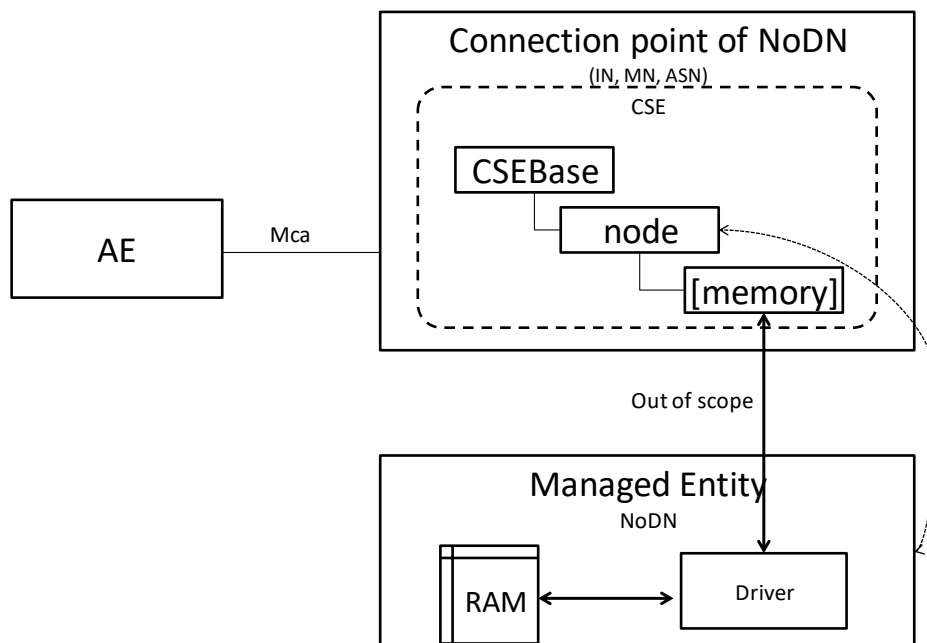 Connection point of NoDN
(IN, MN, ASN)
CSE
CSEBase
node
[memory]
AE
Mca
Out of scope
Managed Entity
NoDN
RAM
Driver